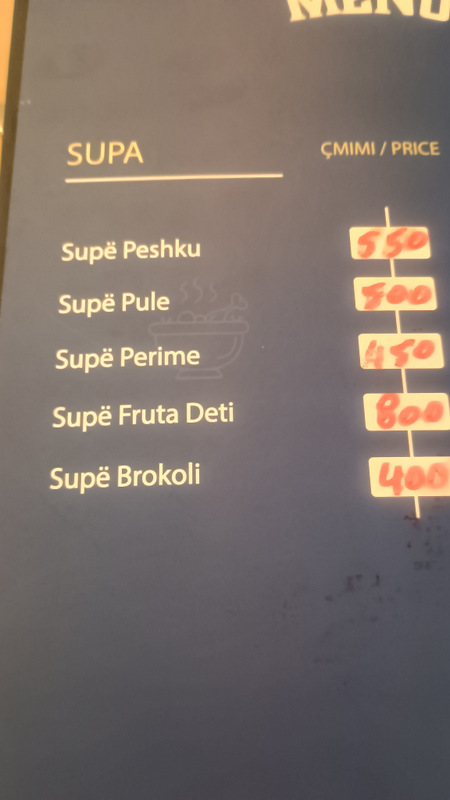 MENU
SUPA ÇMIMI / PRICE
Supë Peshku 550
Supë Pule 500
Supë Perime 450
Supë Fruta Deti 800
Supë Brokoli 400